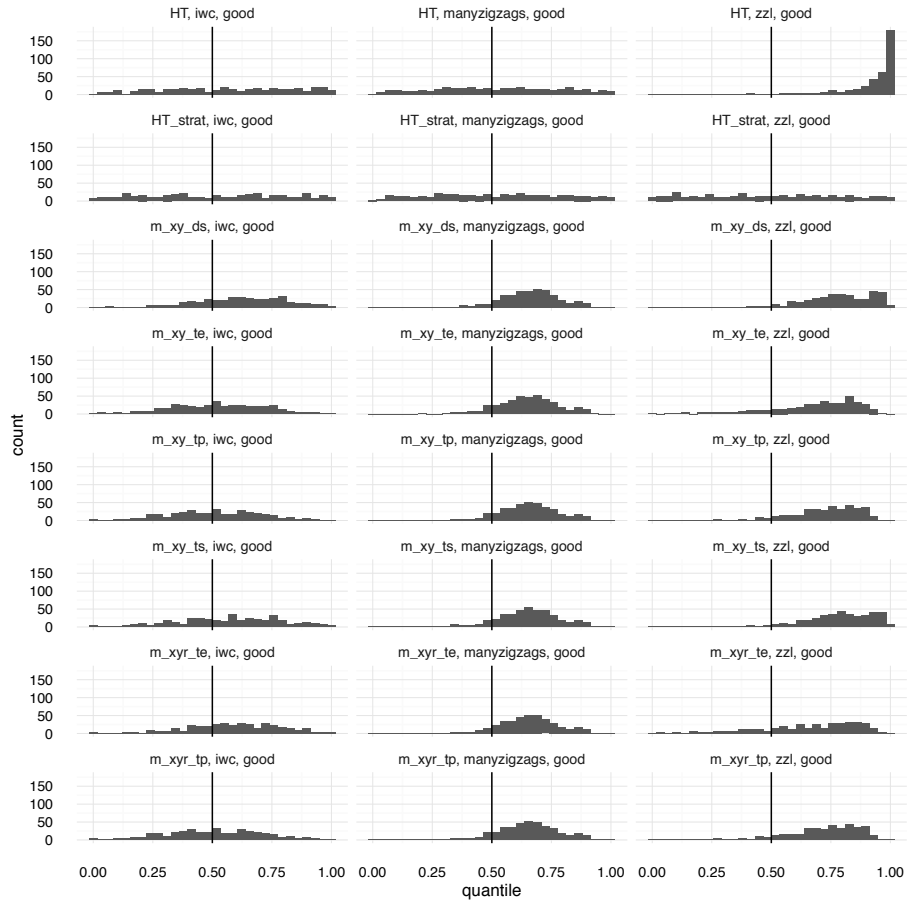 HT, iwc, good HT, manyzigzags, good HT, zzl, good
150
100
50
0
HT_strat, iwc, good HT_strat, manyzigzags, good HT_strat, zzl, good
150
100
50
0
m_xy_ds, iwc, good m_xy_ds, manyzigzags, good m_xy_ds, zzl, good
150
100
50
0
m_xy_te, iwc, good m_xy_te, manyzigzags, good m_xy_te, zzl, good
150
100
50
0
count
m_xy_tp, iwc, good m_xy_tp, manyzigzags, good m_xy_tp, zzl, good
150
100
50
0
m_xy_ts, iwc, good m_xy_ts, manyzigzags, good m_xy_ts, zzl, good
150
100
50
0
m_xyr_te, iwc, good m_xyr_te, manyzigzags, good m_xyr_te, zzl, good
150
100
50
0
m_xyr_tp, iwc, good m_xyr_tp, manyzigzags, good m_xyr_tp, zzl, good
150
100
50
0
0.00 0.25 0.50 0.75 1.00 0.00 0.25 0.50 0.75 1.00 0.00 0.25 0.50 0.75 1.00
quantile